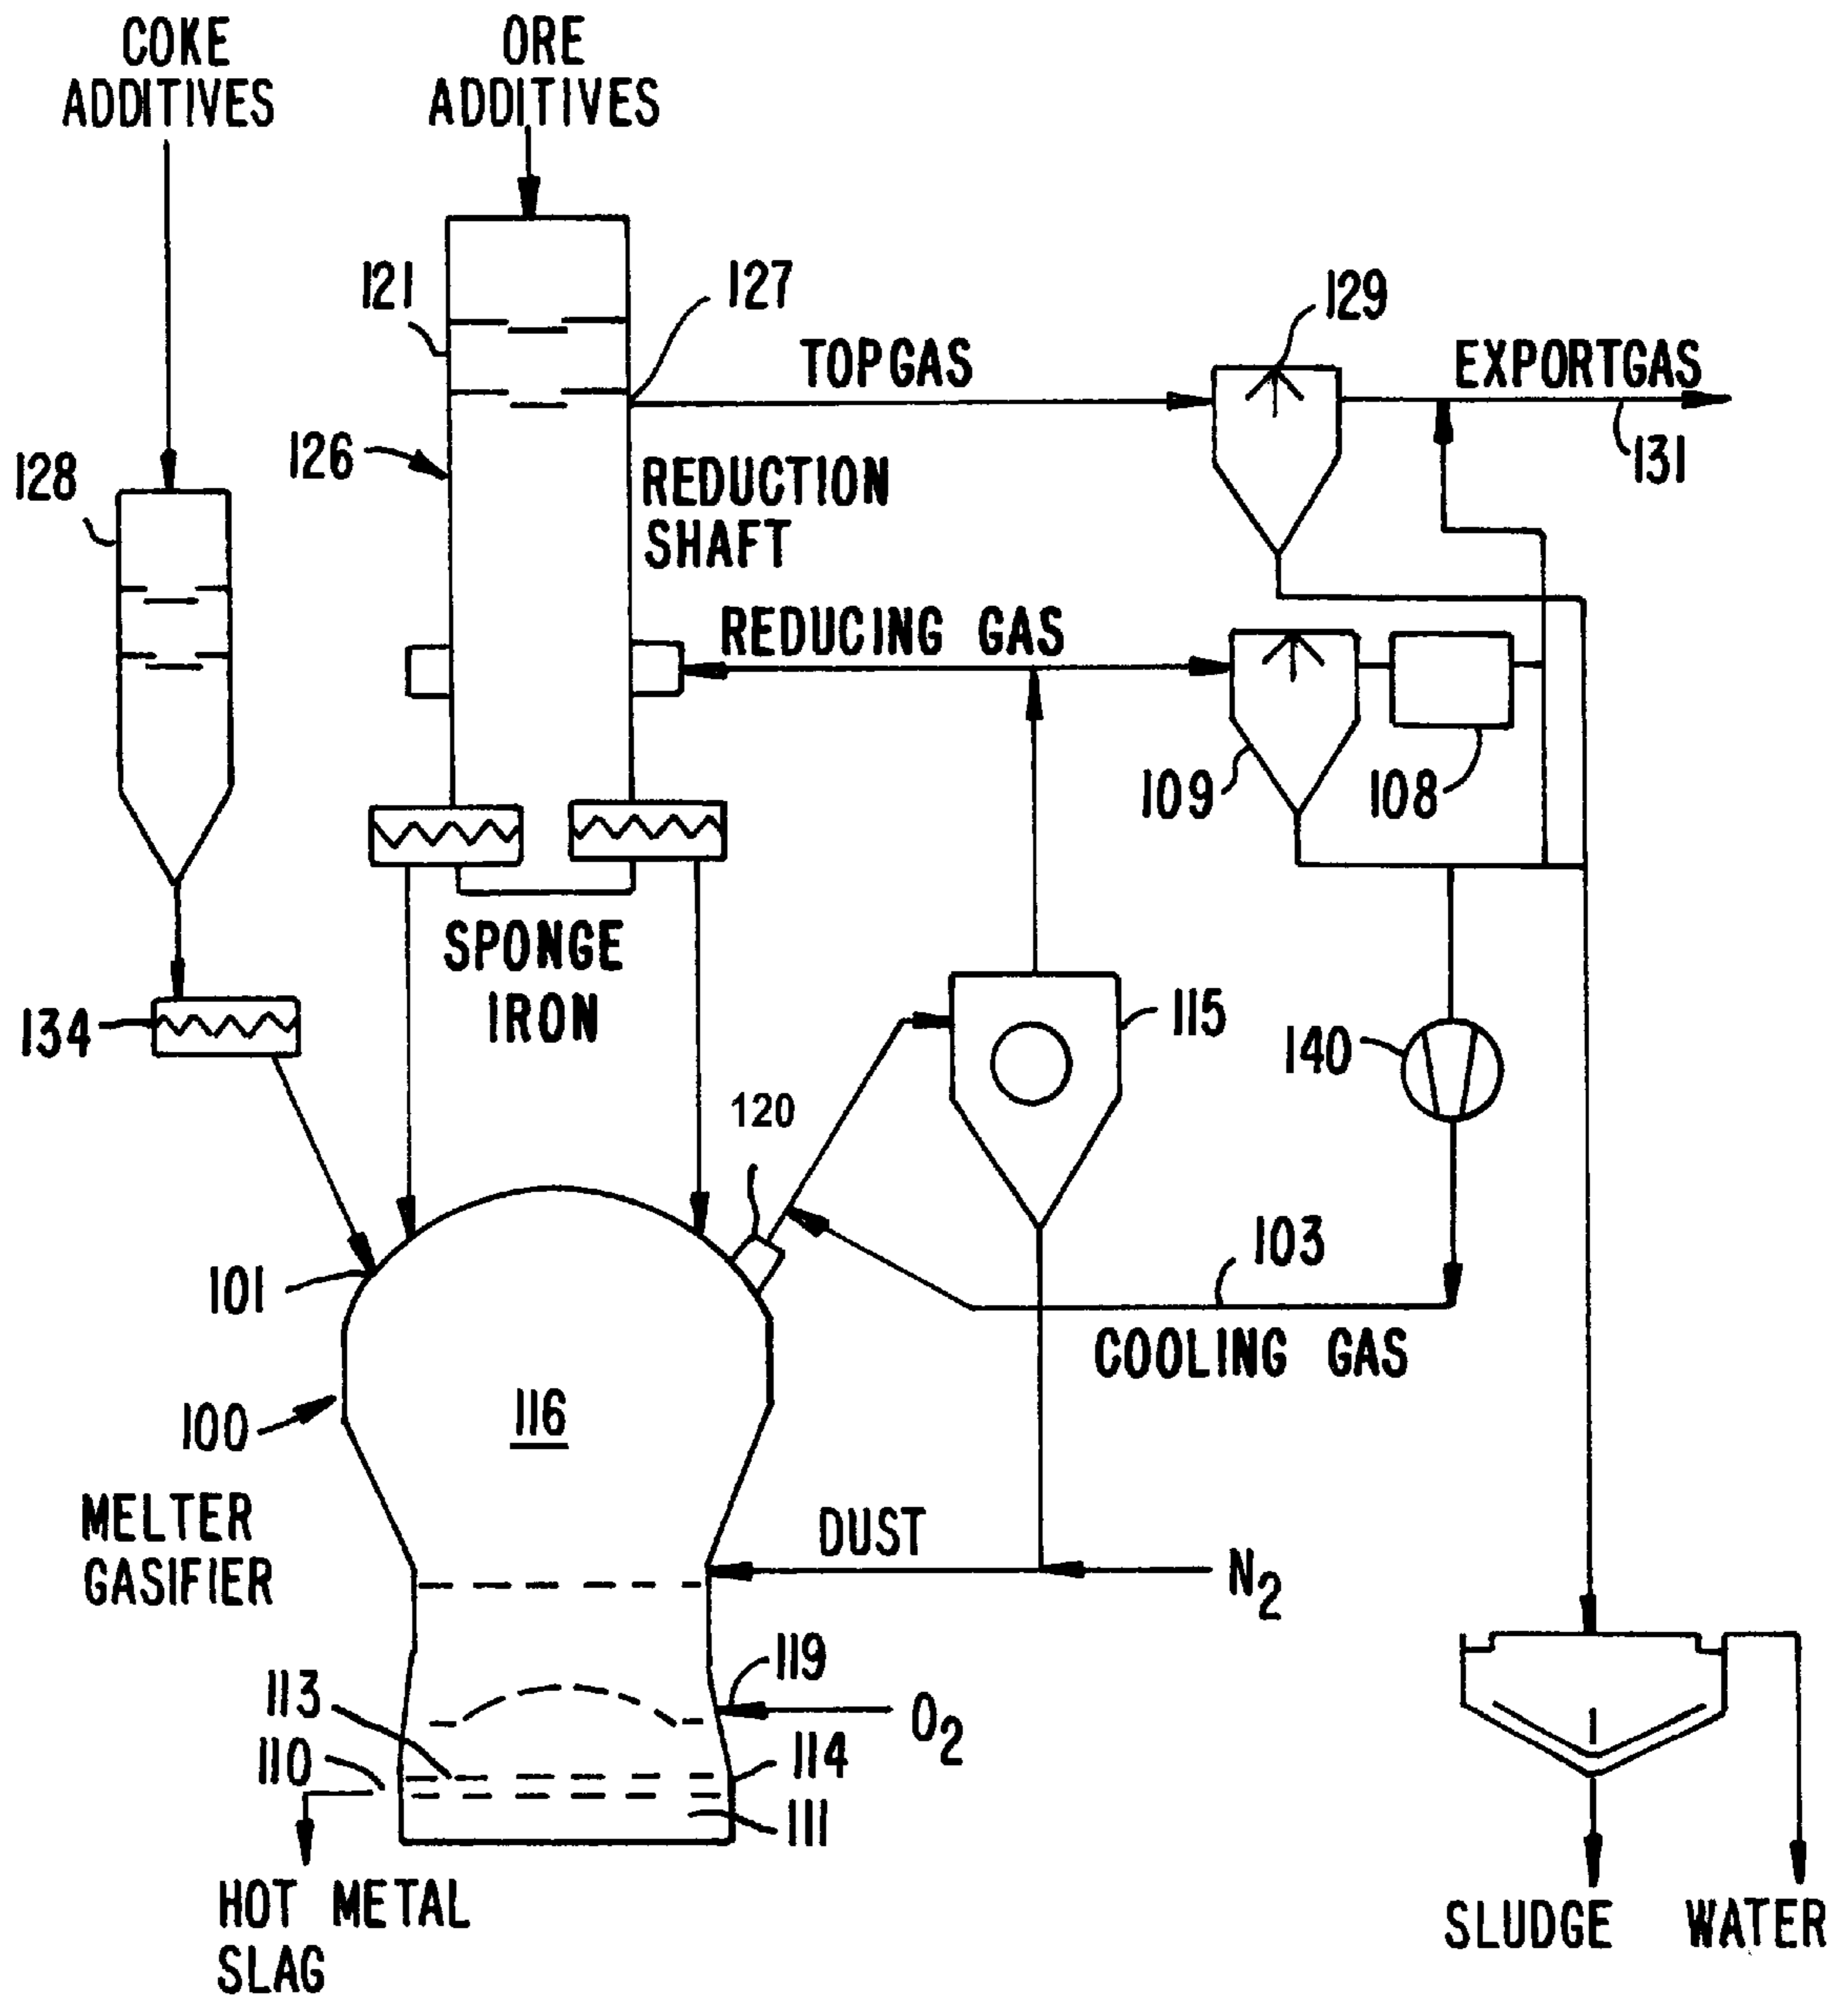 COKE
ADDITIVES
ORE
ADDITIVES
121
127
129
TOPGAS
EXPORTGAS
126
131
128
REDUCTION
SHAFT
REDUCING GAS
109
108
SPONGE
IRON
134
115
140
120
101
103
COOLING GAS
100
116
MELTER
GASIFIER
DUST
N2
113
119
O2
110
114
111
HOT METAL
SLAG
SLUDGE
WATER